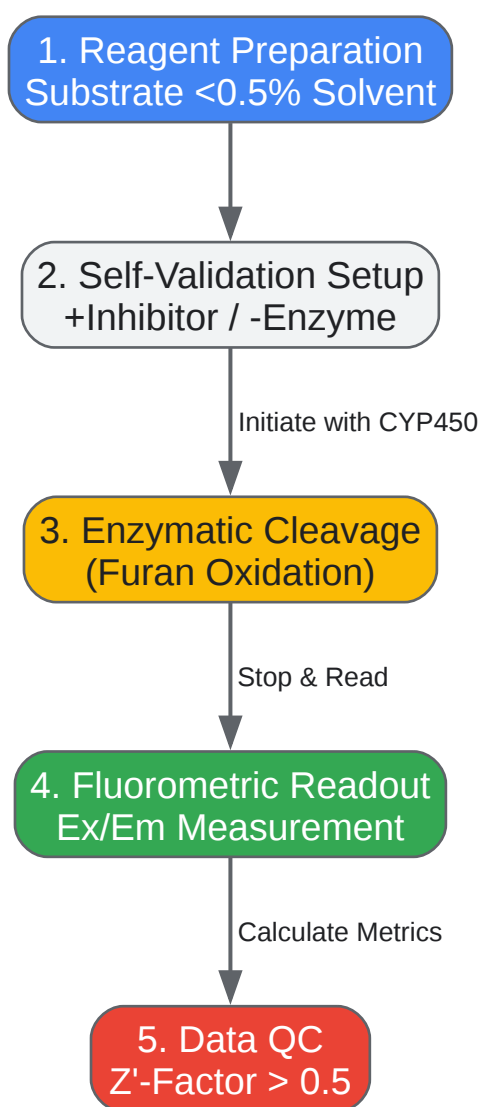 1. Reagent Preparation
Substrate <0.5% Solvent
2. Self-Validation Setup
+Inhibitor / -Enzyme
Initiate with CYP450
3. Enzymatic Cleavage
(Furan Oxidation)
Stop & Read
4. Fluorometric Readout
Ex/Em Measurement
Calculate Metrics
5. Data QC
Z'-Factor > 0.5